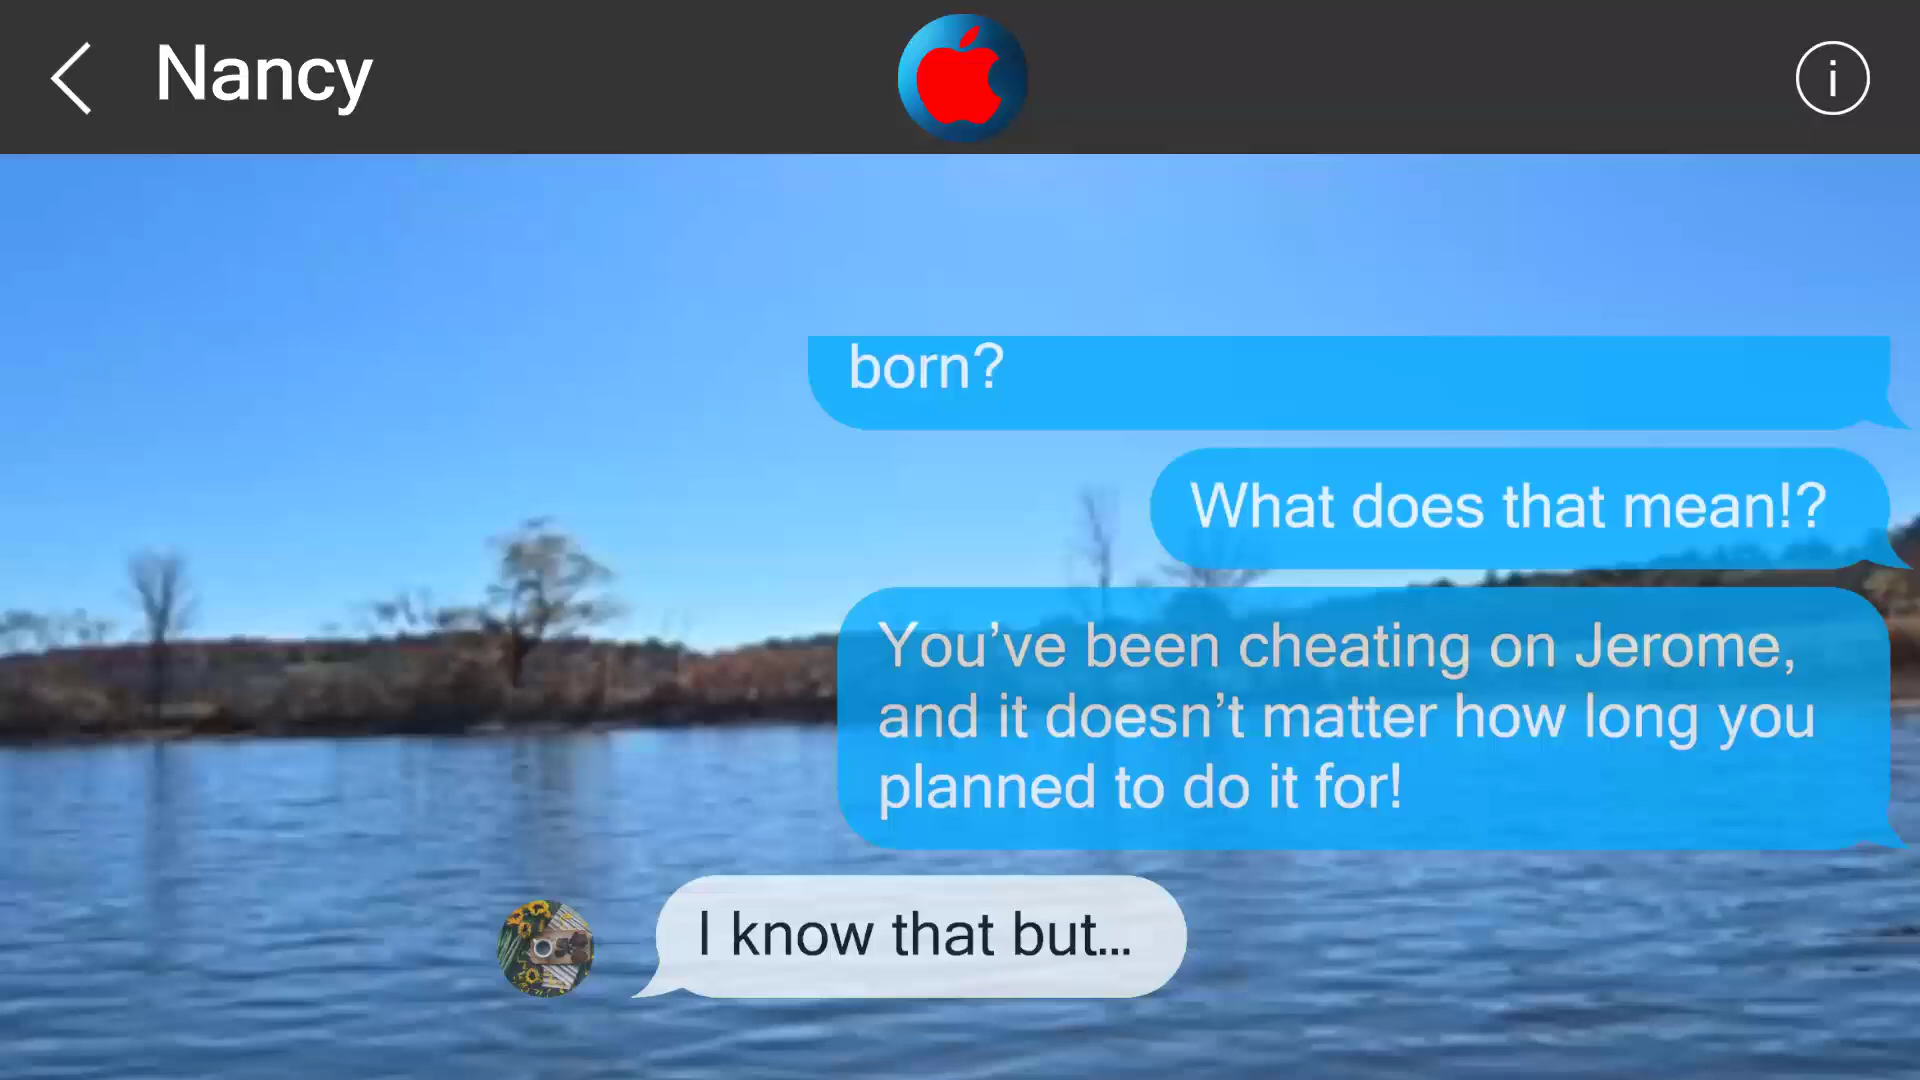 Nancy
born?
What does that mean!?
You’ve been cheating on Jerome,
and it doesn’t matter how long you
planned to do it for!
I know that but...